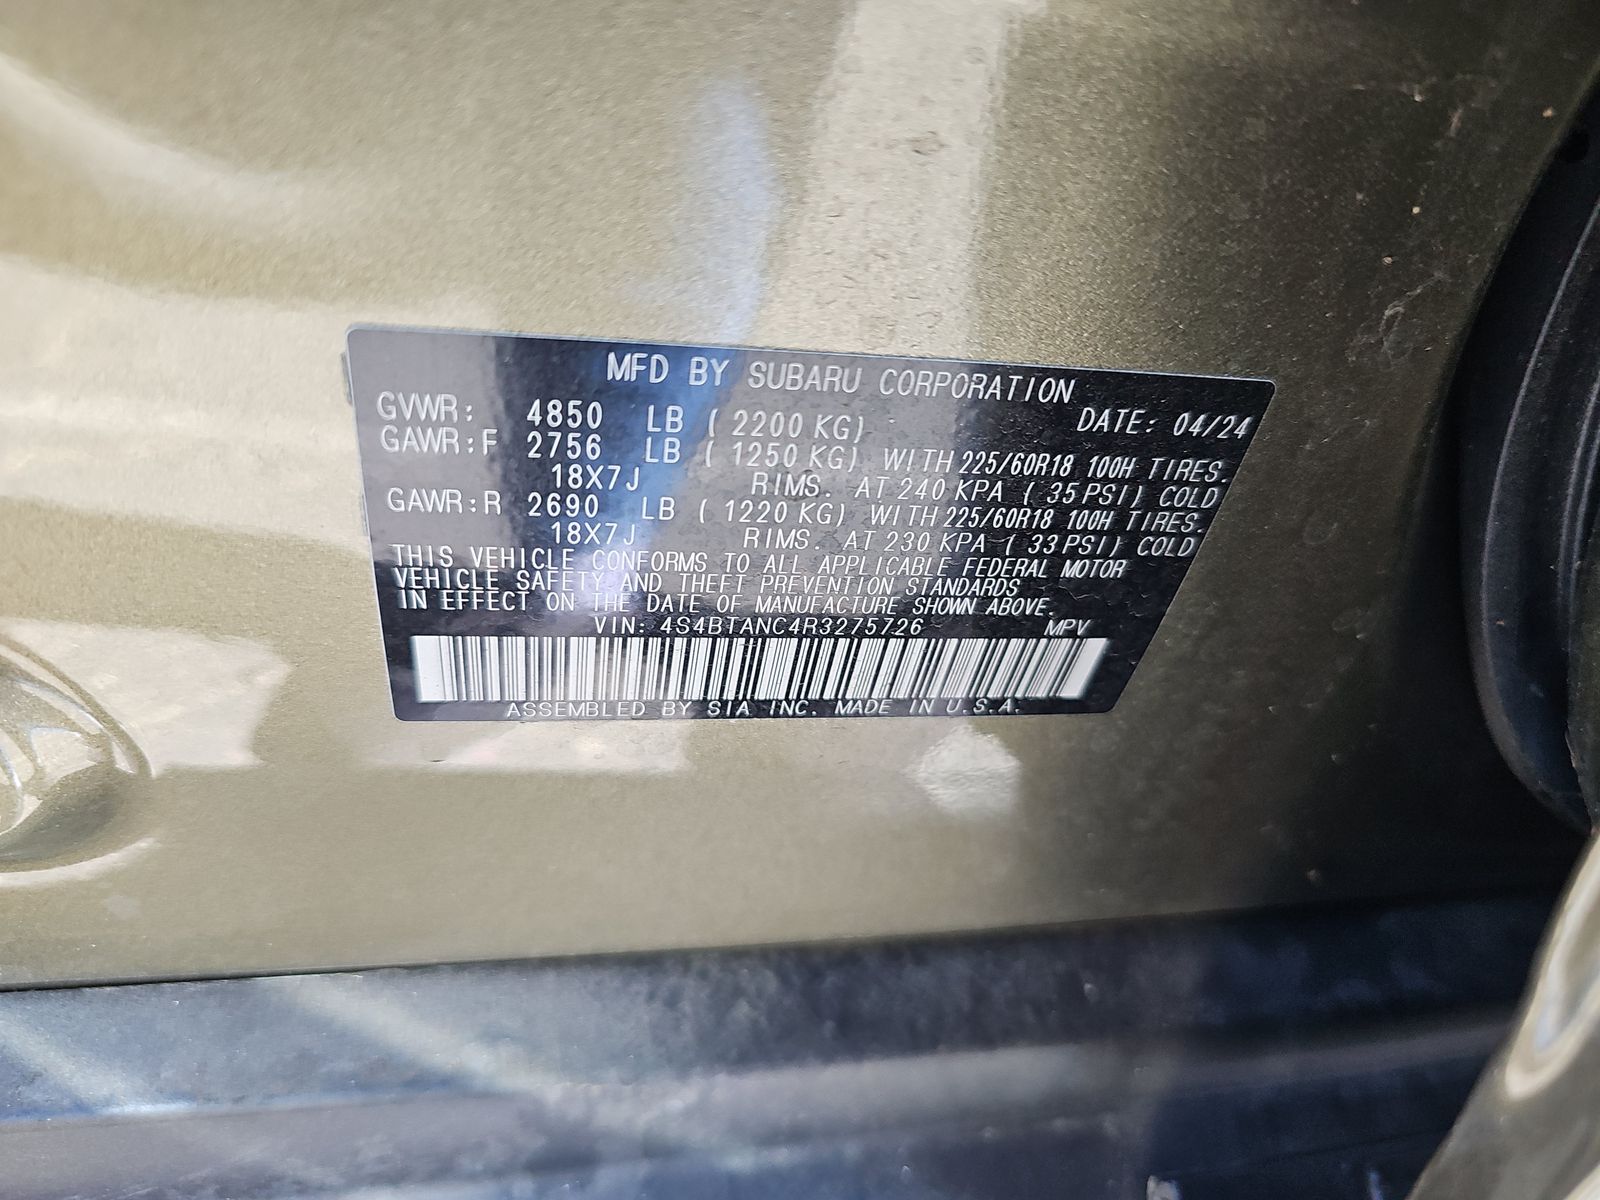 MFD BY SUBARU CORPORATION
DATE: 04/24
GVWR: 4850 LB ( 2200 KG)
GAWR:F 2756 LB ( 1250 KG) WITH 225/60R18 100H TIRES.
18X7J RIMS. AT 240 KPA ( 35 PSI) COLD
GAWR:R 2690 LB ( 1220 KG) WITH 225/60R18 100H TIRES.
18X7J RIMS. AT 230 KPA ( 33 PSI) COLD
THIS VEHICLE CONFORMS TO ALL APPLICABLE FEDERAL MOTOR
VEHICLE SAFETY AND THEFT PREVENTION STANDARDS
IN EFFECT ON THE DATE OF MANUFACTURE SHOWN ABOVE.
VIN: 4S4BTANC4R3275726 MPV
ASSEMBLED BY SIA INC. MADE IN U.S.A.